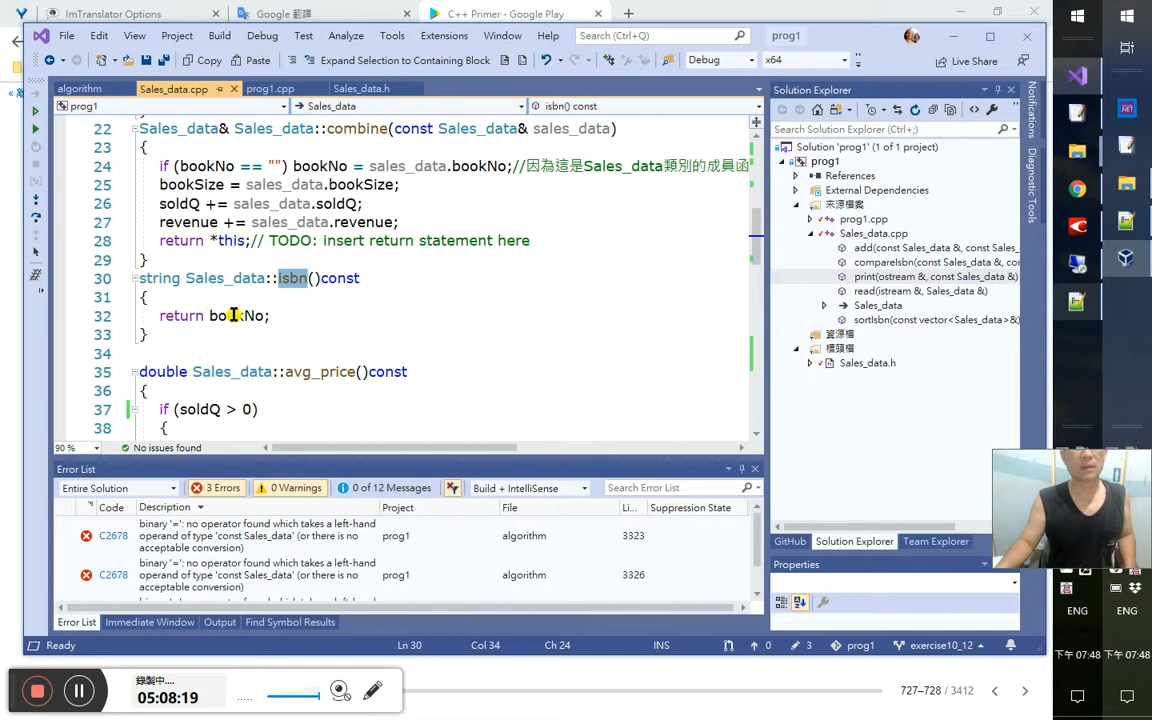 ImTranslator Options
Google 翻譯
C++ Primer - Google Play
File Edit View Project Build Debug Test Analyze Tools Extensions Window Help Search (Ctrl+Q) prog1
Copy Paste Expand Selection to Containing Block Debug x64 Live Share
algorithm Sales_data.cpp prog1.cpp Sales_data.h
prog1 Sales_data isbn() const
22 Sales_data& Sales_data::combine(const Sales_data& sales_data)
23 {
24 if (bookNo == "") bookNo = sales_data.bookNo;//因為這是Sales_data類別的成員函
25 bookSize = sales_data.bookSize;
26 soldQ += sales_data.soldQ;
27 revenue += sales_data.revenue;
28 return *this;// TODO: insert return statement here
29 }
30 string Sales_data::isbn()const
31 {
32 return bookNo;
33 }
34
35 double Sales_data::avg_price()const
36 {
37 if (soldQ > 0)
38 {
90 % No issues found
Error List
Entire Solution 3 Errors 0 Warnings 0 of 12 Messages Build + IntelliSense Search Error List
Code Description Project File Li... Suppression State
C2678 binary '=': no operator found which takes a left-hand operand of type 'const Sales_data' (or there is no acceptable conversion) prog1 algorithm 3323
C2678 binary '=': no operator found which takes a left-hand operand of type 'const Sales_data' (or there is no acceptable conversion) prog1 algorithm 3326
Error List Immediate Window Output Find Symbol Results
Ready Ln 30 Col 34 Ch 24 INS 0 3 prog1 exercise10_12
Solution Explorer
Search Solution Explorer (Ctrl+;)
Solution 'prog1' (1 of 1 project)
prog1
References
External Dependencies
來源檔案
prog1.cpp
Sales_data.cpp
add(const Sales_data &, const Sales_data
compareIsbn(const Sales_data &, con
print(ostream &, const Sales_data &)
read(istream &, Sales_data &)
Sales_data
sortIsbn(const vector<Sales_data>&
資源檔
標頭檔
Sales_data.h
GitHub Solution Explorer Team Explorer
Properties
Notifications
Diagnostic Tools
ENG ENG
下午 07:48 下午 07:48
錄製中....
05:08:19
727–728 / 3412